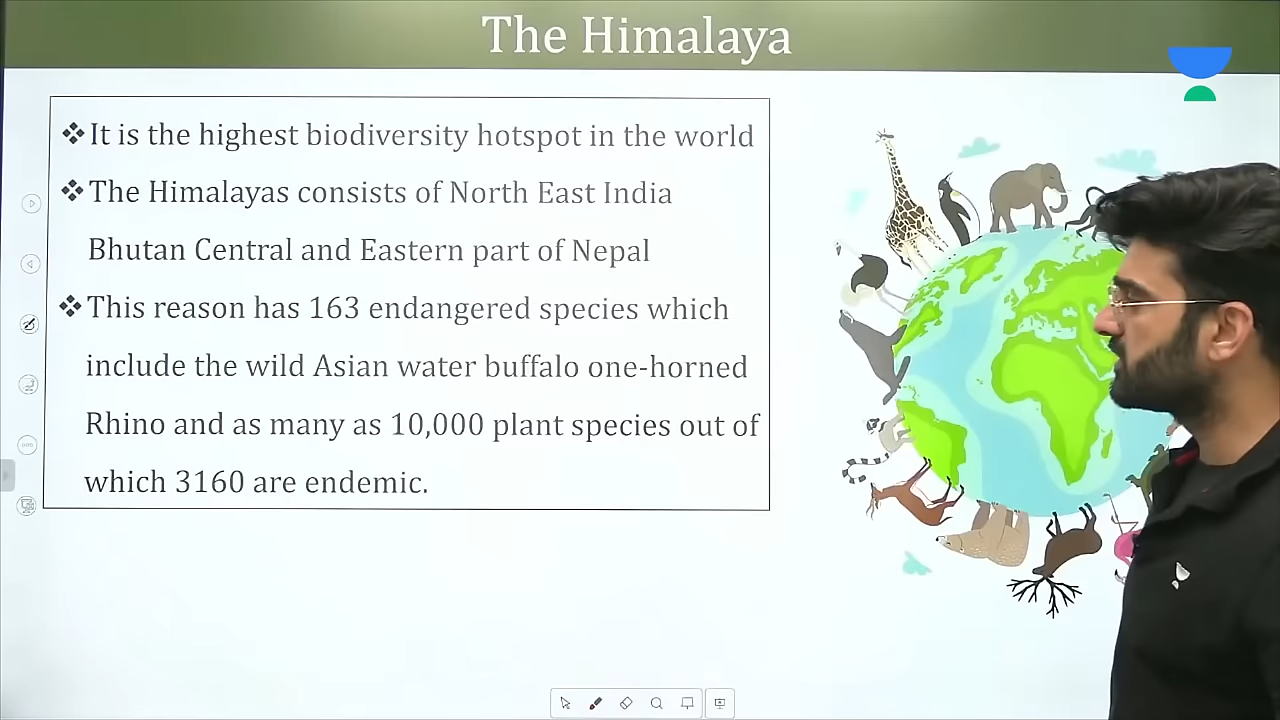 The Himalaya
❖It is the highest biodiversity hotspot in the world
❖The Himalayas consists of North East India
Bhutan Central and Eastern part of Nepal
❖This reason has 163 endangered species which
include the wild Asian water buffalo one-horned
Rhino and as many as 10,000 plant species out of
which 3160 are endemic.